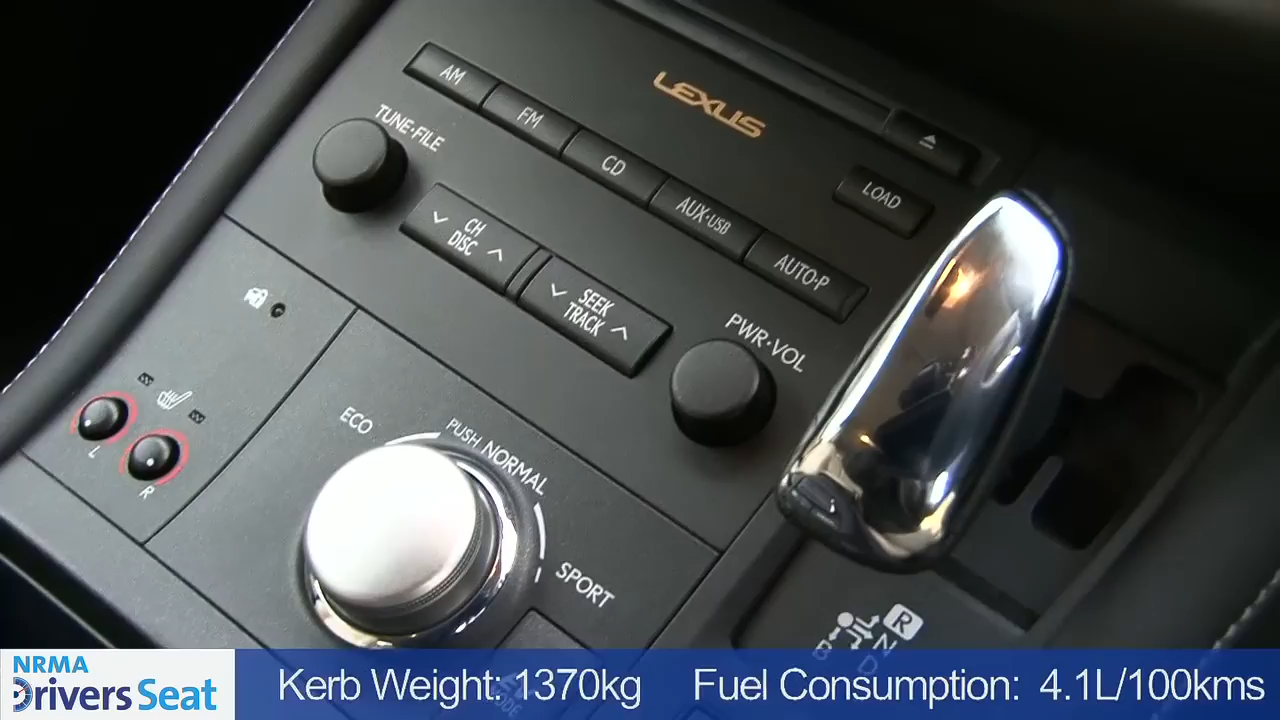 AM
FM
CD
AUX·USB
AUTO·P
LEXUS
LOAD
TUNE·FILE
CH
DISC
SEEK
TRACK
PWR·VOL
L
R
ECO
PUSH NORMAL
SPORT
R
N
D
B
MODE
NRMA
Drivers Seat
Kerb Weight: 1370kg
Fuel Consumption: 4.1L/100kms